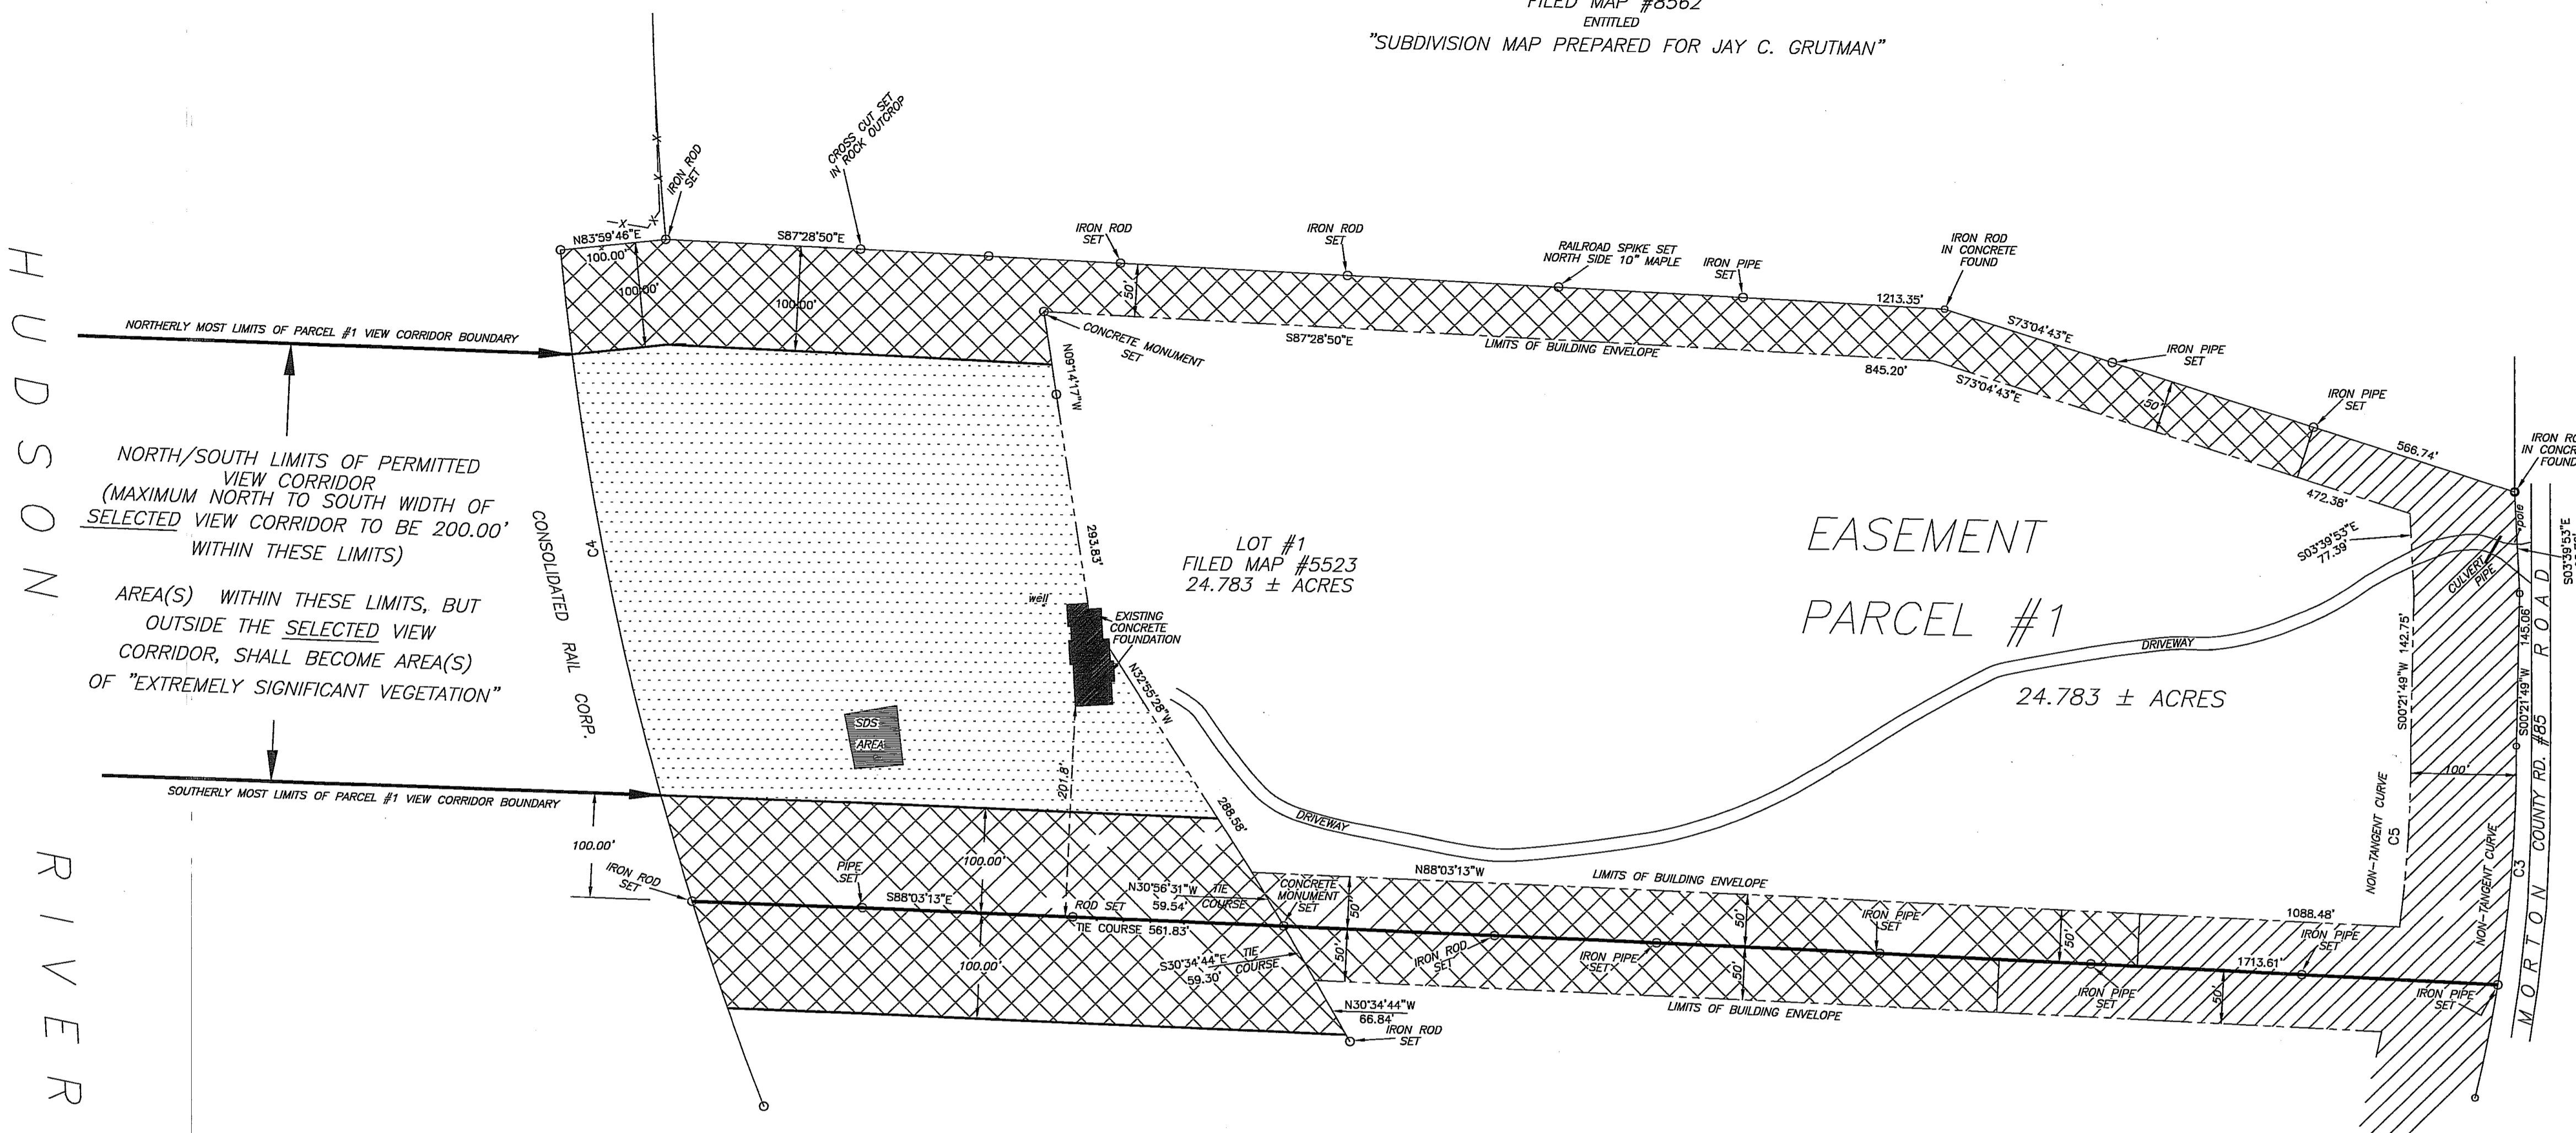 FILED MAP #8562
ENTITLED
"SUBDIVISION MAP PREPARED FOR JAY C. GRUTMAN"
HUDSON RIVER
CROSS CUT SET
IN ROCK OUTCROP
IRON ROD
SET
N83°59'46"E
100.00'
X
X
X
X
S87°28'50"E
100.00'
100.00'
IRON ROD
SET
50'
IRON ROD
SET
RAILROAD SPIKE SET
NORTH SIDE 10" MAPLE
IRON PIPE
SET
1213.35'
IRON ROD
IN CONCRETE
FOUND
S73°04'43"E
IRON PIPE
SET
50'
IRON PIPE
SET
566.74'
FOUND
NORTHERLY MOST LIMITS OF PARCEL #1 VIEW CORRIDOR BOUNDARY
CONCRETE MONUMENT
SET
S87°28'50"E
LIMITS OF BUILDING ENVELOPE
845.20'
S73°04'43"E
472.38'
N09°14'17"W
293.83'
NORTH/SOUTH LIMITS OF PERMITTED
VIEW CORRIDOR
(MAXIMUM NORTH TO SOUTH WIDTH OF
SELECTED VIEW CORRIDOR TO BE 200.00'
WITHIN THESE LIMITS)
AREA(S) WITHIN THESE LIMITS, BUT
OUTSIDE THE SELECTED VIEW
CORRIDOR, SHALL BECOME AREA(S)
OF "EXTREMELY SIGNIFICANT VEGETATION"
C4
CONSOLIDATED RAIL CORP.
LOT #1
FILED MAP #5523
24.783 ± ACRES
EASEMENT
PARCEL #1
24.783 ± ACRES
S03°39'53"E
77.39'
pole
CULVERT
PIPE
S03°39'53"E
well
EXISTING
CONCRETE
FOUNDATION
N32°55'28"W
288.58'
SDS
AREA
201.8'
DRIVEWAY
DRIVEWAY
S00°21'49"W 142.75'
S00°21'49"W 145.06'
100'
NON-TANGENT CURVE
C5
NON-TANGENT CURVE
C3
MORTON ROAD
COUNTY RD. #85
SOUTHERLY MOST LIMITS OF PARCEL #1 VIEW CORRIDOR BOUNDARY
100.00'
IRON ROD
SET
PIPE
SET
S88°03'13"E
100.00'
100.00'
ROD SET
TIE COURSE 561.83'
N30°56'31"W TIE
59.54' COURSE
CONCRETE
MONUMENT
SET
S30°34'44"E TIE
59.30' COURSE
N88°03'13"W
LIMITS OF BUILDING ENVELOPE
50'
50'
IRON ROD
SET
IRON PIPE
SET
50'
50'
IRON PIPE
SET
50'
IRON PIPE
SET
1088.48'
IRON PIPE
SET
1713.61'
50'
IRON PIPE
SET
LIMITS OF BUILDING ENVELOPE
N30°34'44"W
66.84'
IRON ROD
SET